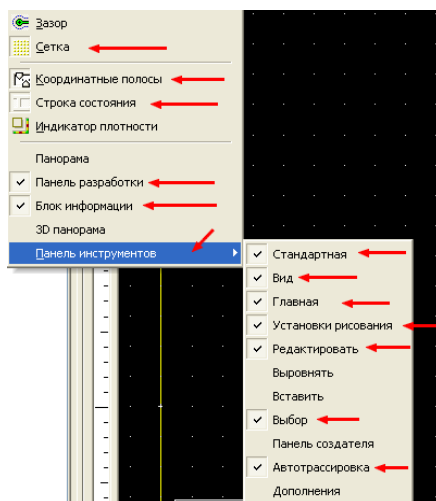 Зазор
Сетка
Координатные полосы
Строка состояния
Индикатор плотности
Панорама
Панель разработки
Блок информации
3D панорама
Панель инструментов
Стандартная
Вид
Главная
Установки рисования
Редактировать
Выровнять
Вставить
Выбор
Панель создателя
Автотрассировка
Дополнения